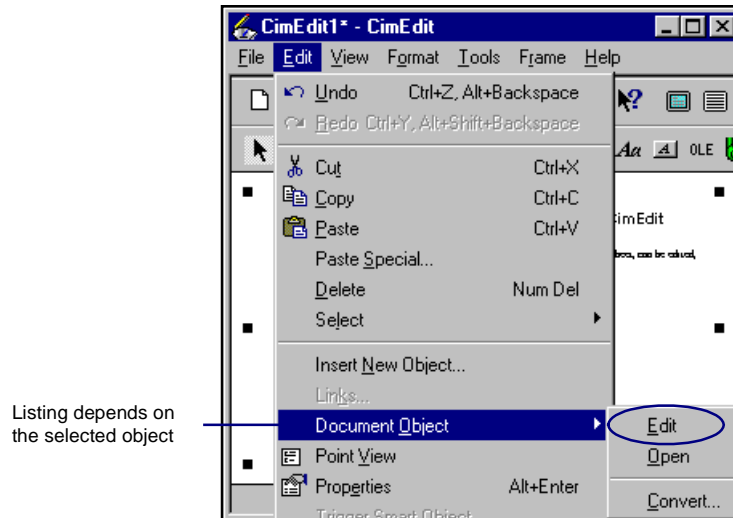 CimEdit1* - CimEdit
File Edit View Format Tools Frame Help
Undo Ctrl+Z, Alt+Backspace
Redo Ctrl+Y, Alt+Shift+Backspace
Aa A OLE
Cut Ctrl+X
Copy Ctrl+C
imEdit
Paste Ctrl+V
can be
Paste Special...
Delete Num Del
Select
Insert New Object...
Links...
Listing depends on
the selected object
Document Object Edit
Point View Open
Properties Alt+Enter Convert...
Trigger Smart Object